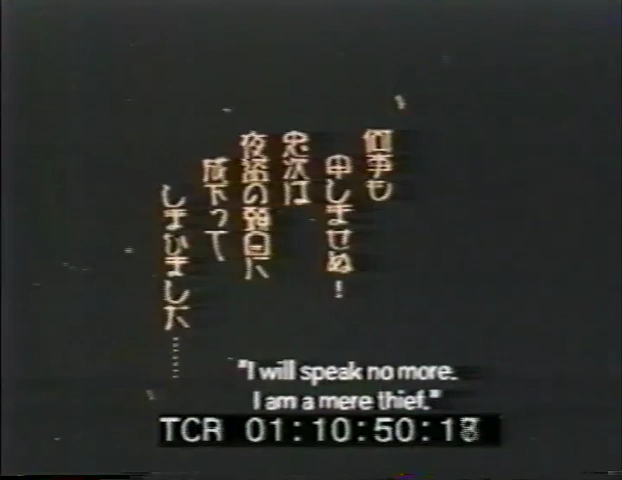 何事も
申しませぬ!
忠次は
夜盗の頭目に
成下って
しまひました……
"I will speak no more.
I am a mere thief."
TCR 01:10:50:18